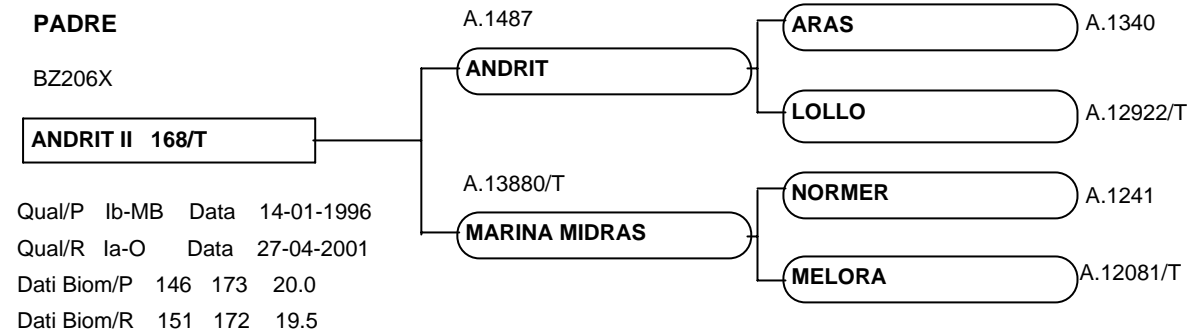 PADRE
BZ206X
ANDRIT II 168/T
Qual/P Ib-MB Data 14-01-1996
Qual/R Ia-O Data 27-04-2001
Dati Biom/P 146 173 20.0
Dati Biom/R 151 172 19.5
A.1487
ANDRIT
A.13880/T
MARINA MIDRAS
ARAS A.1340
LOLLO A.12922/T
NORMER A.1241
MELORA A.12081/T